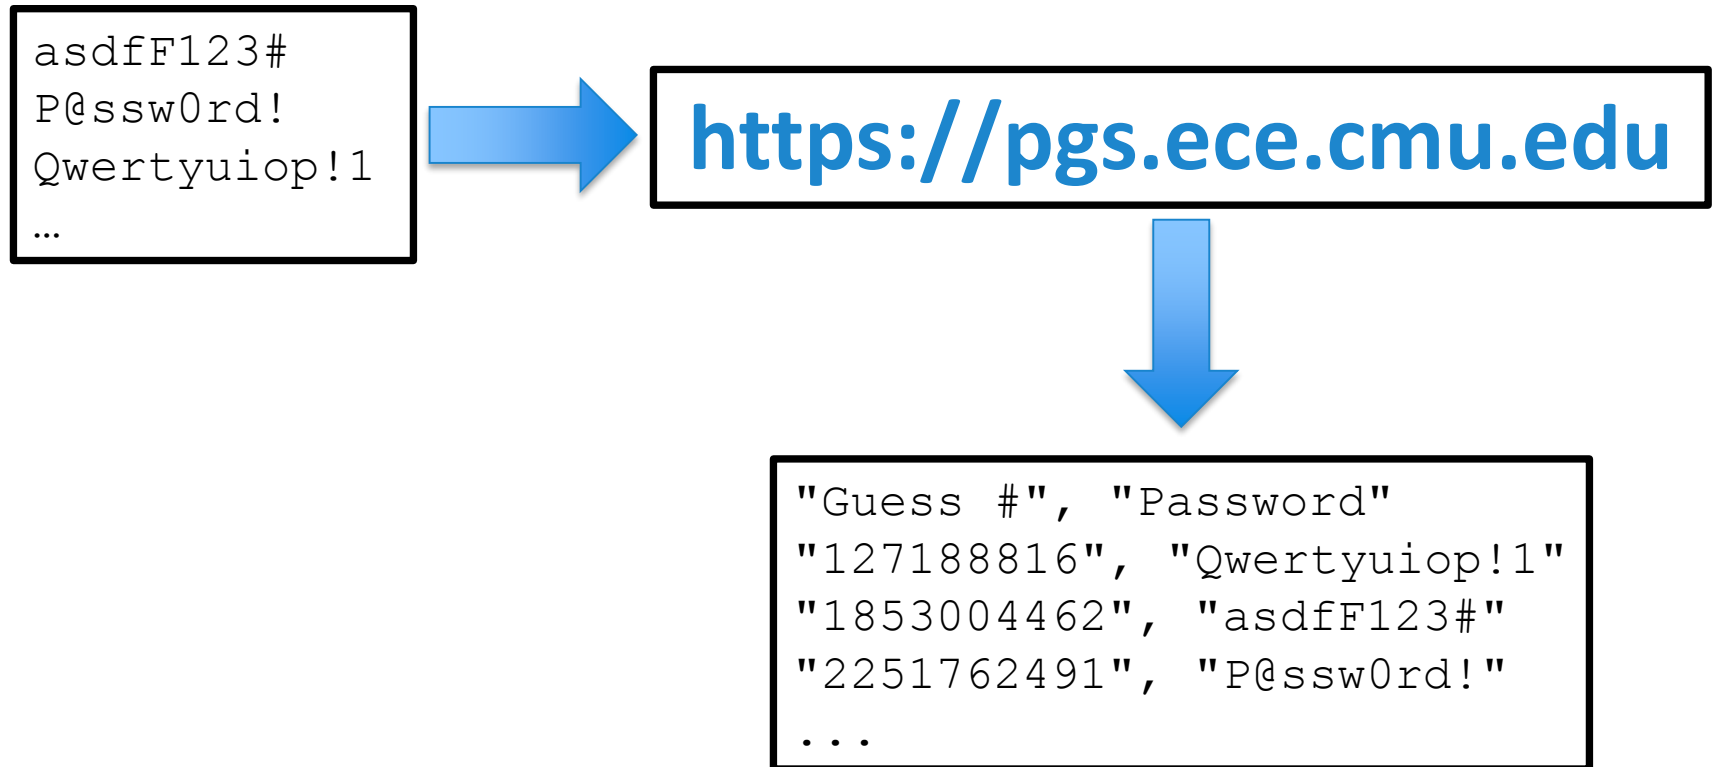 asdfF123#
P@ssw0rd!
Qwertyuiop!1
…
https://pgs.ece.cmu.edu
"Guess #", "Password"
"127188816", "Qwertyuiop!1"
"1853004462", "asdfF123#"
"2251762491", "P@ssw0rd!"
...